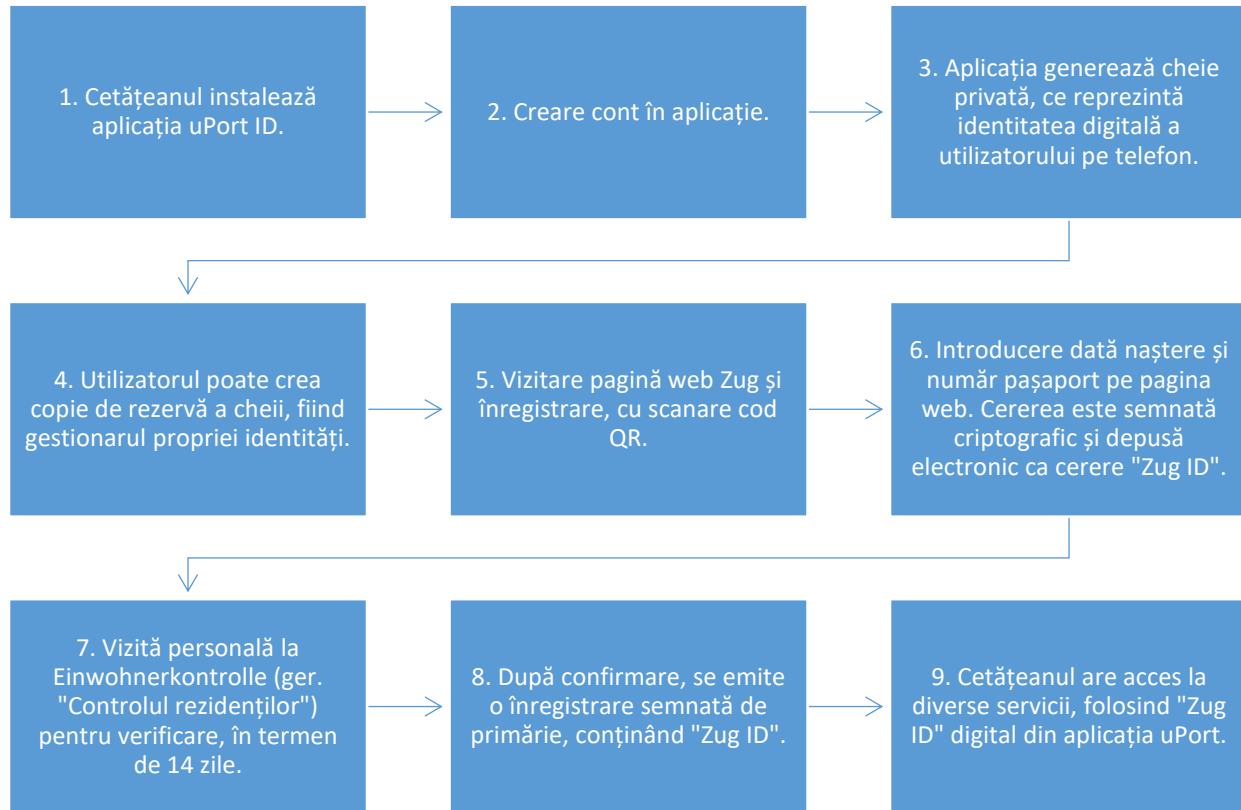 1. Cetățeanul instalează
aplicația uPort ID.
2. Creare cont în aplicație.
3. Aplicația generează cheie
privată, ce reprezintă
identitatea digitală a
utilizatorului pe telefon.
4. Utilizatorul poate crea
copie de rezervă a cheii, fiind
gestionarul propriei identități.
5. Vizitare pagină web Zug și
înregistrare, cu scanare cod
QR.
6. Introducere dată naștere și
număr pașaport pe pagina
web. Cererea este semnată
criptografic și depusă
electronic ca cerere "Zug ID".
7. Vizită personală la
Einwohnerkontrolle (ger.
"Controlul rezidenților")
pentru verificare, în termen
de 14 zile.
8. După confirmare, se emite
o înregistrare semnată de
primărie, conținând "Zug ID".
9. Cetățeanul are acces la
diverse servicii, folosind "Zug
ID" digital din aplicația uPort.